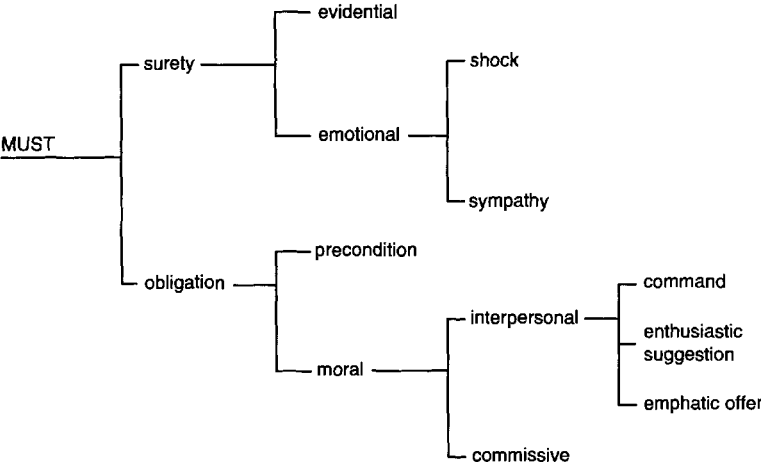 evidential
surety
shock
emotional
MUST
sympathy
precondition
obligation
command
interpersonal
enthusiastic
suggestion
moral
emphatic offer
commissive